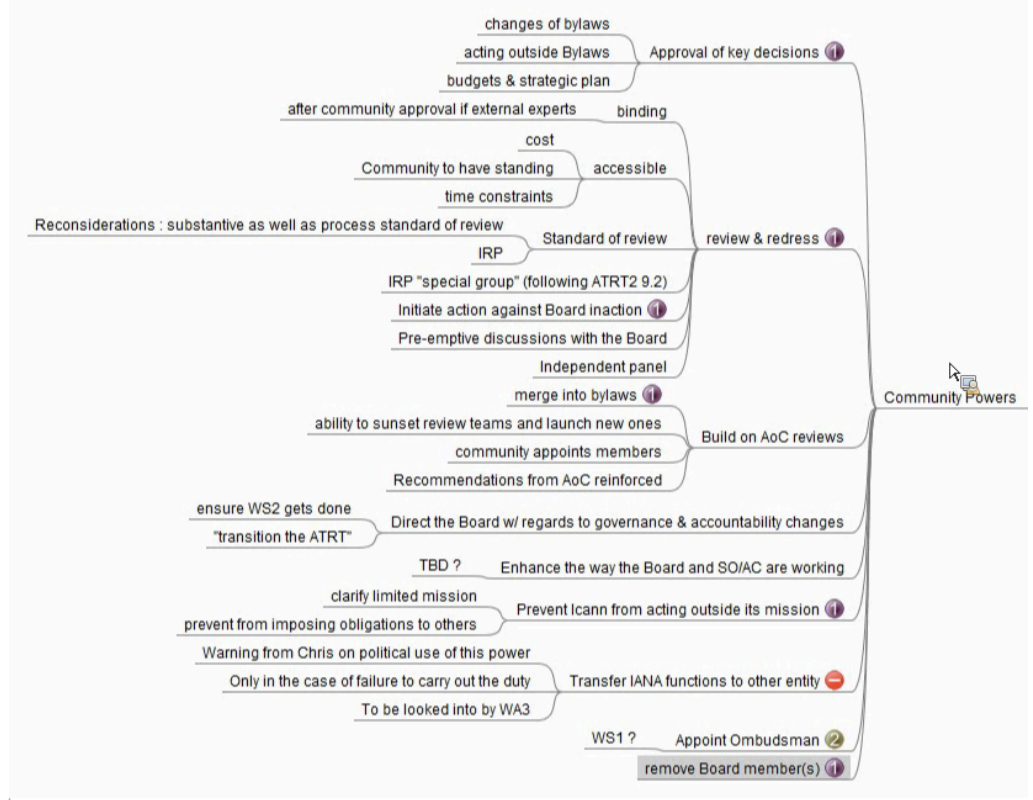 changes of bylaws
acting outside Bylaws
budgets & strategic plan
Approval of key decisions 1
after community approval if external experts
binding
cost
Community to have standing
time constraints
accessible
Reconsiderations : substantive as well as process standard of review
IRP
Standard of review
review & redress 1
IRP "special group" (following ATRT2 9.2)
Initiate action against Board inaction 1
Pre-emptive discussions with the Board
Independent panel
Community Powers
merge into bylaws 1
ability to sunset review teams and launch new ones
community appoints members
Recommendations from AoC reinforced
Build on AoC reviews
ensure WS2 gets done
"transition the ATRT"
Direct the Board w/ regards to governance & accountability changes
TBD ?
Enhance the way the Board and SO/AC are working
clarify limited mission
prevent from imposing obligations to others
Prevent Icann from acting outside its mission 1
Warning from Chris on political use of this power
Only in the case of failure to carry out the duty
To be looked into by WA3
Transfer IANA functions to other entity
WS1 ?
Appoint Ombudsman 2
remove Board member(s) 1